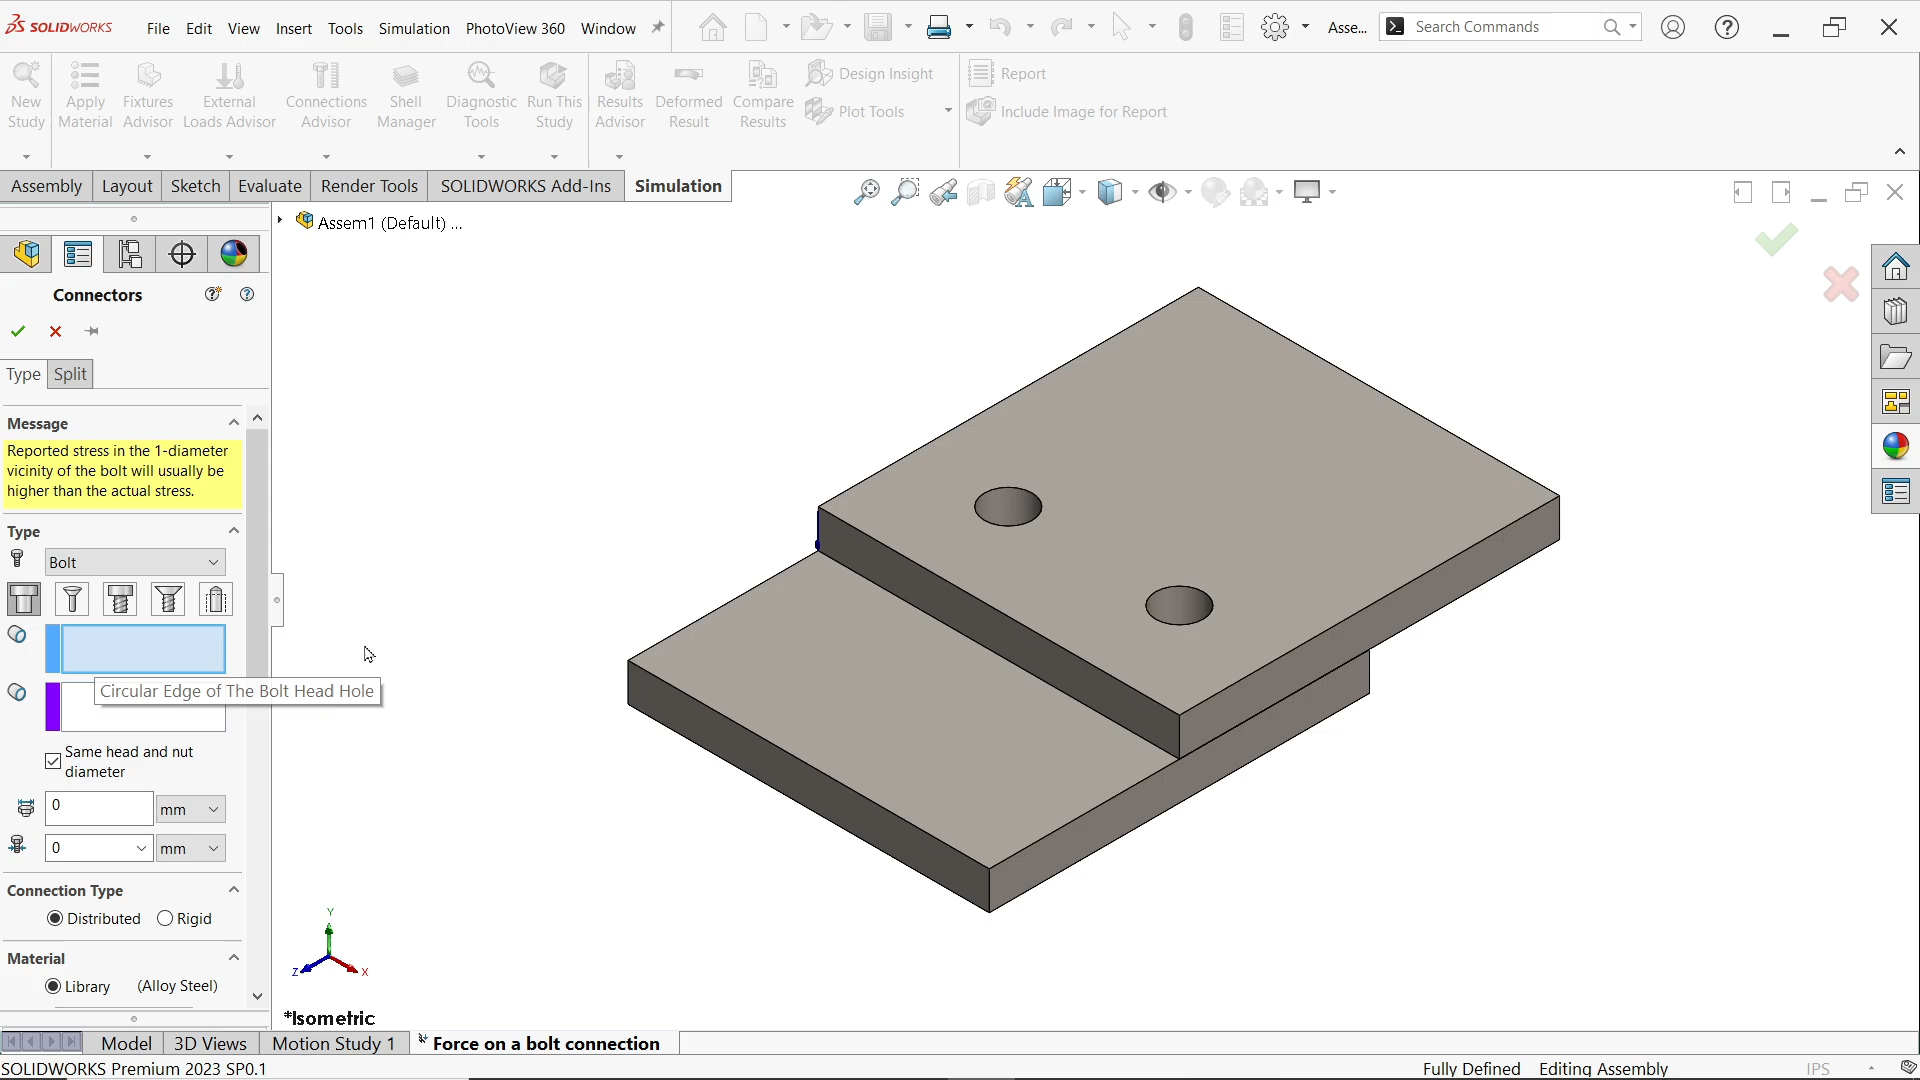 SOLIDWORKS File Edit View Insert Tools Simulation PhotoView 360 Window Asse... Search Commands
New Study
Apply Material
Fixtures Advisor
External Loads Advisor
Connections Advisor
Shell Manager
Diagnostic Tools
Run This Study
Results Advisor
Deformed Result
Compare Results
Design Insight
Plot Tools
Report
Include Image for Report
Assembly Layout Sketch Evaluate Render Tools SOLIDWORKS Add-Ins Simulation
Assem1 (Default) ...
Connectors
Type Split
Message
Reported stress in the 1-diameter
vicinity of the bolt will usually be
higher than the actual stress.
Type
Bolt
Circular Edge of The Bolt Head Hole
Same head and nut
diameter
0 mm
0 mm
Connection Type
Distributed Rigid
Material
Library (Alloy Steel)
Y
Z X
*Isometric
Model 3D Views Motion Study 1 Force on a bolt connection
SOLIDWORKS Premium 2023 SP0.1 Fully Defined Editing Assembly IPS